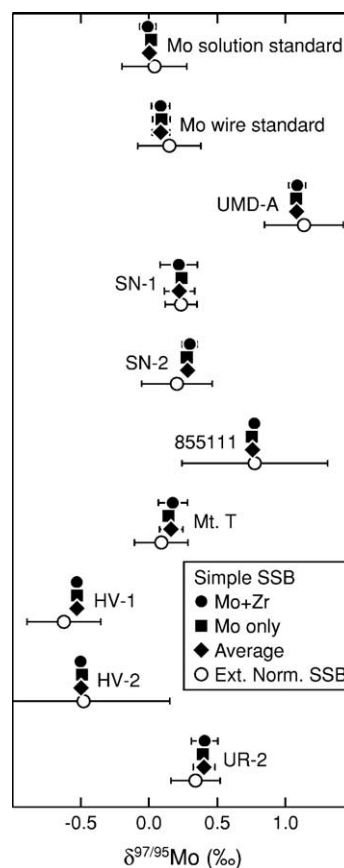 Mo solution standard
Mo wire standard
UMD-A
SN-1
SN-2
855111
Mt. T
HV-1
Simple SSB
Mo+Zr
Mo only
Average
Ext. Norm. SSB
HV-2
UR-2
-0.5 0.0 0.5 1.0
δ97/95Mo (‰)